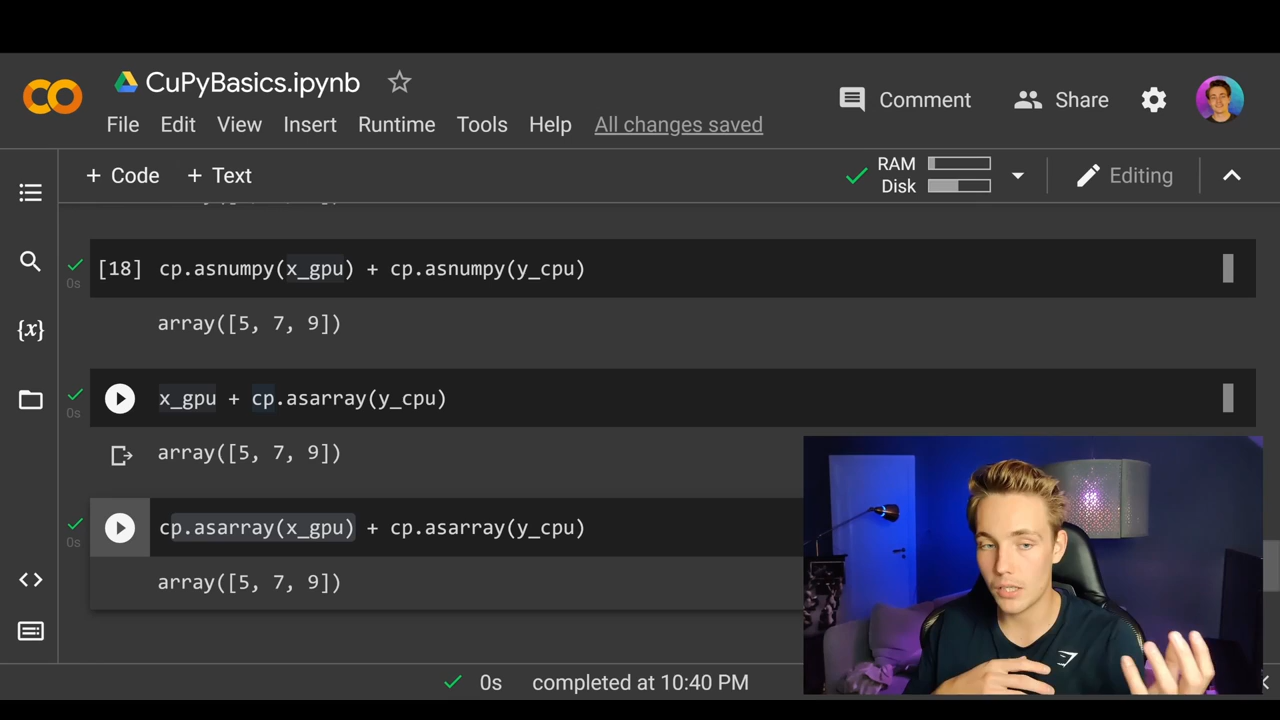 CuPyBasics.ipynb
File Edit View Insert Runtime Tools Help All changes saved
Comment Share
+ Code + Text
RAM
Disk
Editing
[18] cp.asnumpy(x_gpu) + cp.asnumpy(y_cpu)
0s
array([5, 7, 9])
x_gpu + cp.asarray(y_cpu)
0s
array([5, 7, 9])
cp.asarray(x_gpu) + cp.asarray(y_cpu)
0s
array([5, 7, 9])
{x}
0s completed at 10:40 PM